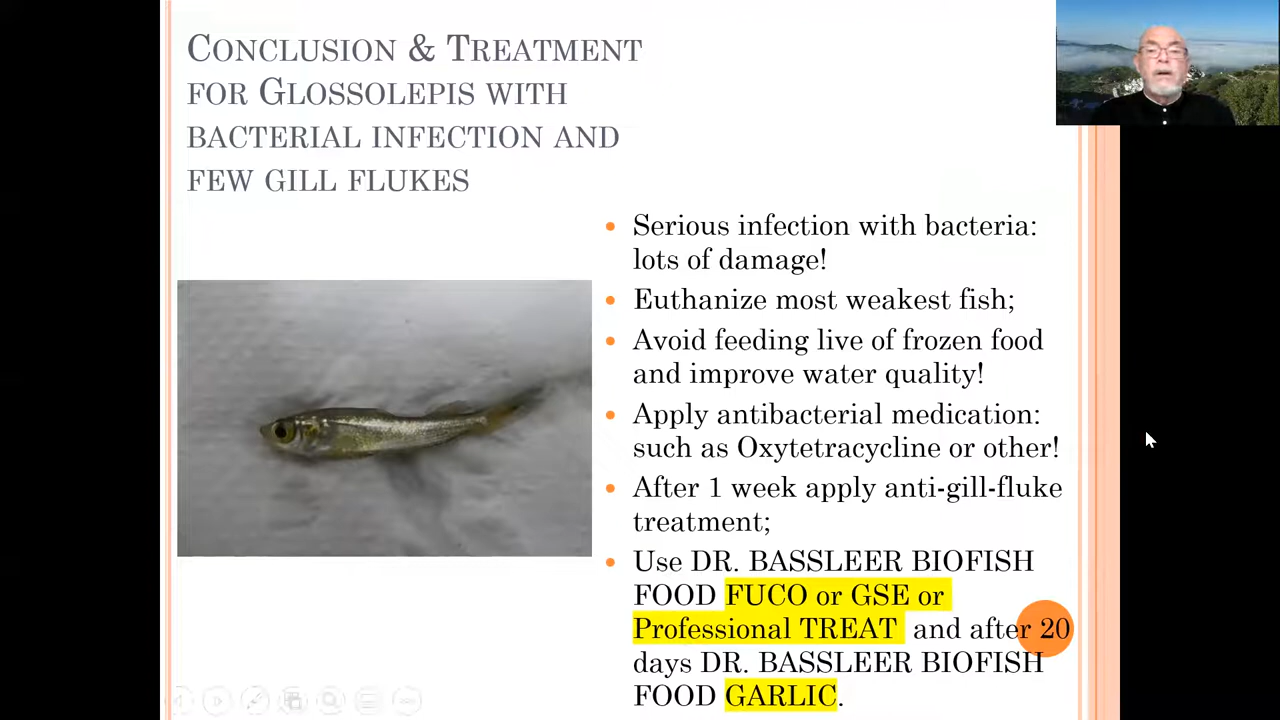 CONCLUSION & TREATMENT
FOR GLOSSOLEPIS WITH
BACTERIAL INFECTION AND
FEW GILL FLUKES
Serious infection with bacteria:
lots of damage!
Euthanize most weakest fish;
Avoid feeding live of frozen food
and improve water quality!
Apply antibacterial medication:
such as Oxytetracycline or other!
After 1 week apply anti-gill-fluke
treatment;
Use DR. BASSLEER BIOFISH
FOOD FUCO or GSE or
Professional TREAT and after 20
days DR. BASSLEER BIOFISH
FOOD GARLIC.